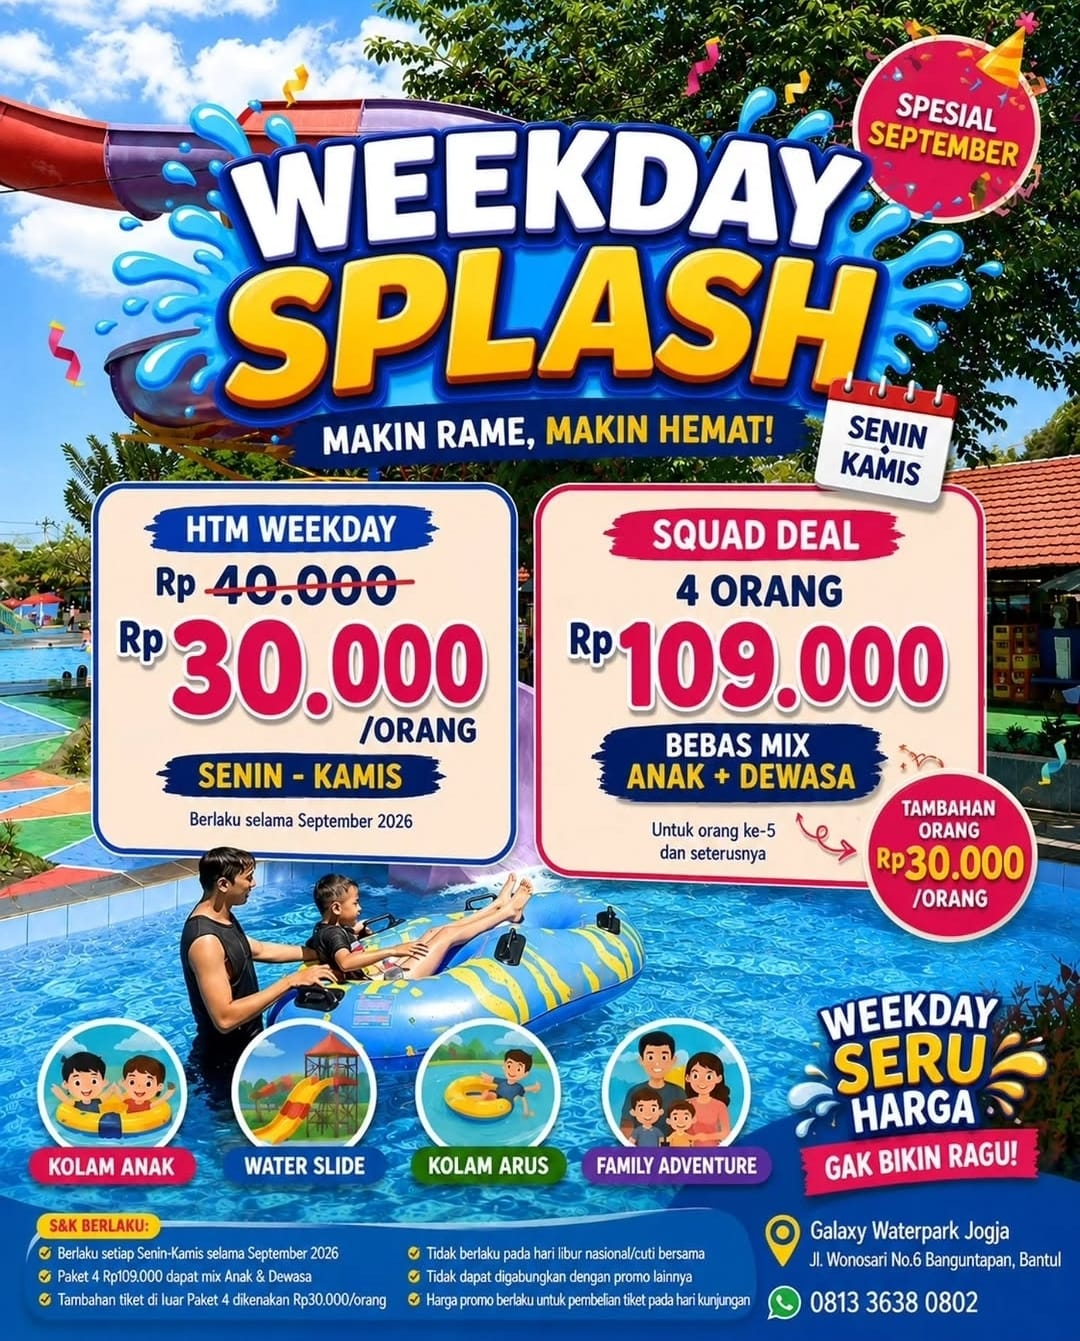 SPESIAL
SEPTEMBER
WEEKDAY
SPLASH
MAKIN RAME, MAKIN HEMAT!
SENIN
-
KAMIS
HTM WEEKDAY
Rp 40.000
Rp 30.000
/ORANG
SENIN - KAMIS
Berlaku selama September 2026
SQUAD DEAL
4 ORANG
Rp 109.000
BEBAS MIX
ANAK + DEWASA
Untuk orang ke-5
dan seterusnya
TAMBAHAN
ORANG
Rp30.000
/ORANG
WEEKDAY
SERU
HARGA
GAK BIKIN RAGU!
KOLAM ANAK
WATER SLIDE
KOLAM ARUS
FAMILY ADVENTURE
S&K BERLAKU:
Berlaku setiap Senin-Kamis selama September 2026
Paket 4 Rp109.000 dapat mix Anak & Dewasa
Tambahan tiket di luar Paket 4 dikenakan Rp30.000/orang
Tidak berlaku pada hari libur nasional/cuti bersama
Tidak dapat digabungkan dengan promo lainnya
Harga promo berlaku untuk pembelian tiket pada hari kunjungan
Galaxy Waterpark Jogja
Jl. Wonosari No.6 Banguntapan, Bantul
0813 3638 0802